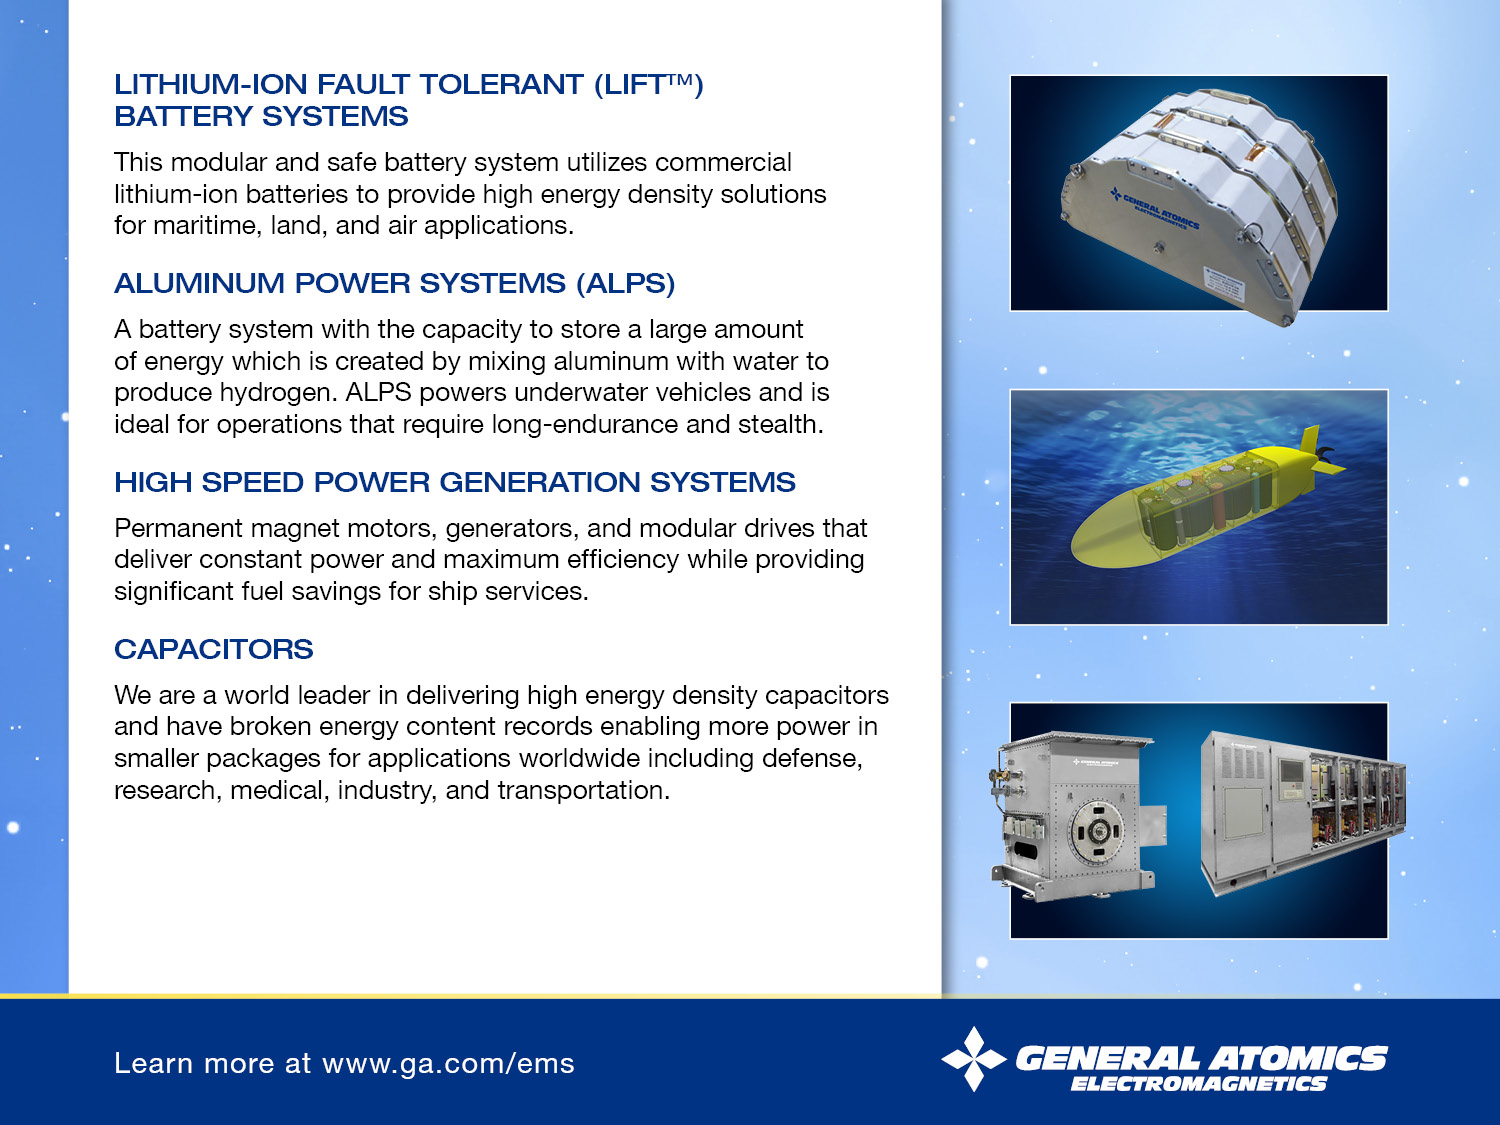 LITHIUM-ION FAULT TOLERANT (LIFT™)
BATTERY SYSTEMS
This modular and safe battery system utilizes commercial
lithium-ion batteries to provide high energy density solutions
for maritime, land, and air applications.
ALUMINUM POWER SYSTEMS (ALPS)
A battery system with the capacity to store a large amount
of energy which is created by mixing aluminum with water to
produce hydrogen. ALPS powers underwater vehicles and is
ideal for operations that require long-endurance and stealth.
HIGH SPEED POWER GENERATION SYSTEMS
Permanent magnet motors, generators, and modular drives that
deliver constant power and maximum efficiency while providing
significant fuel savings for ship services.
CAPACITORS
We are a world leader in delivering high energy density capacitors
and have broken energy content records enabling more power in
smaller packages for applications worldwide including defense,
research, medical, industry, and transportation.
GENERAL ATOMICS
ELECTROMAGNETICS
GENERAL ATOMICS
Learn more at www.ga.com/ems
GENERAL ATOMICS
ELECTROMAGNETICS